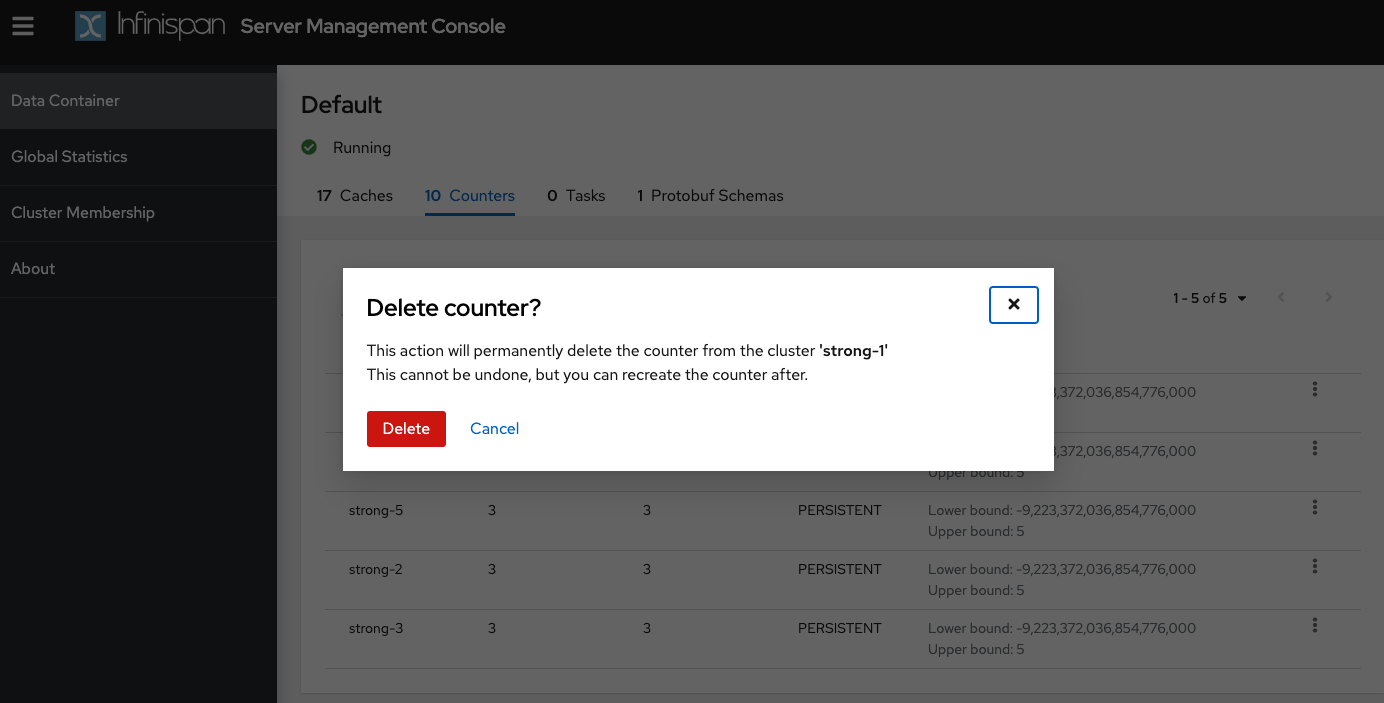 Infinispan Server Management Console
Data Container
Global Statistics
Cluster Membership
About
Default
Running
17 Caches 10 Counters 0 Tasks 1 Protobuf Schemas
1 - 5 of 5
Delete counter?
This action will permanently delete the counter from the cluster 'strong-1'
This cannot be undone, but you can recreate the counter after.
Delete Cancel
,372,036,854,776,000
,372,036,854,776,000
Upper bound: 5
strong-5 3 3 PERSISTENT Lower bound: -9,223,372,036,854,776,000
Upper bound: 5
strong-2 3 3 PERSISTENT Lower bound: -9,223,372,036,854,776,000
Upper bound: 5
strong-3 3 3 PERSISTENT Lower bound: -9,223,372,036,854,776,000
Upper bound: 5